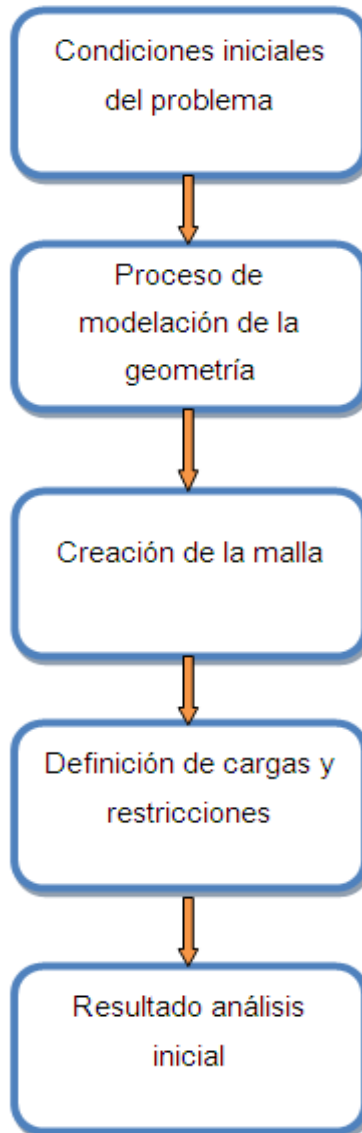 Condiciones iniciales
del problema
Proceso de
modelación de la
geometría
Creación de la malla
Definición de cargas y
restricciones
Resultado análisis
inicial